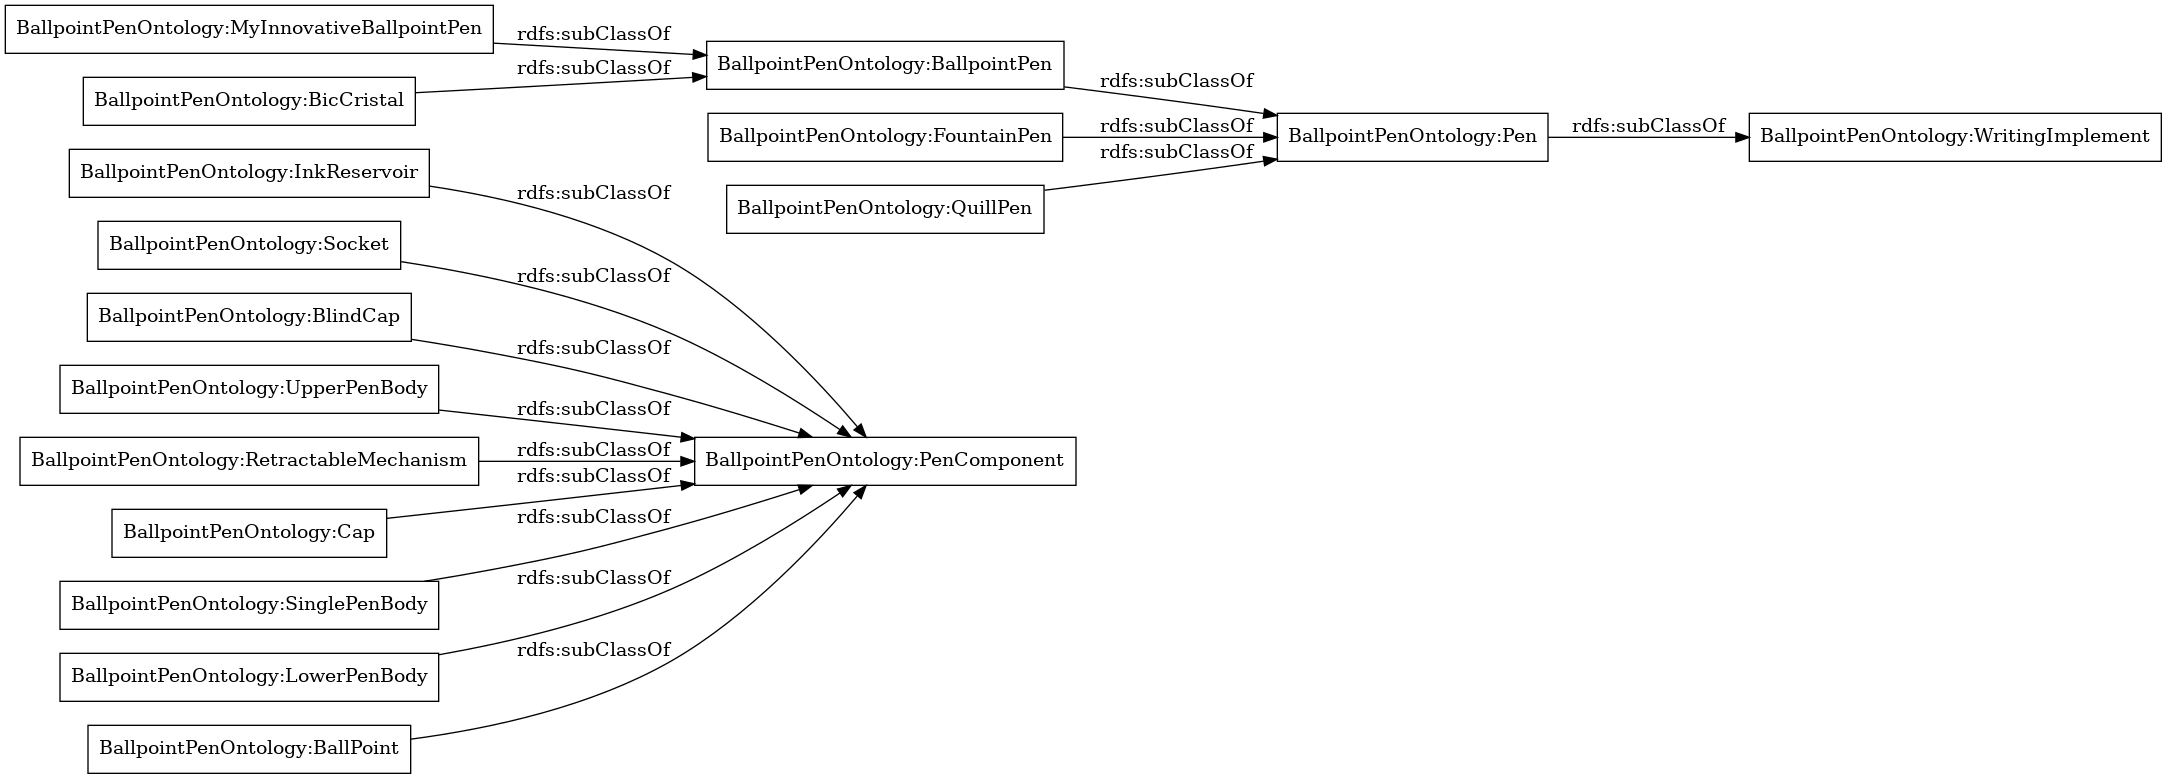 BallpointPenOntology:MyInnovativeBallpointPen
rdfs:subClassOf
BallpointPenOntology:BallpointPen
rdfs:subClassOf
BallpointPenOntology:BicCristal
rdfs:subClassOf
BallpointPenOntology:FountainPen
rdfs:subClassOf
BallpointPenOntology:Pen
rdfs:subClassOf
BallpointPenOntology:WritingImplement
rdfs:subClassOf
BallpointPenOntology:QuillPen
BallpointPenOntology:InkReservoir
rdfs:subClassOf
BallpointPenOntology:Socket
rdfs:subClassOf
BallpointPenOntology:BlindCap
rdfs:subClassOf
BallpointPenOntology:UpperPenBody
rdfs:subClassOf
BallpointPenOntology:RetractableMechanism
rdfs:subClassOf
BallpointPenOntology:PenComponent
rdfs:subClassOf
BallpointPenOntology:Cap
rdfs:subClassOf
BallpointPenOntology:SinglePenBody
rdfs:subClassOf
BallpointPenOntology:LowerPenBody
rdfs:subClassOf
BallpointPenOntology:BallPoint